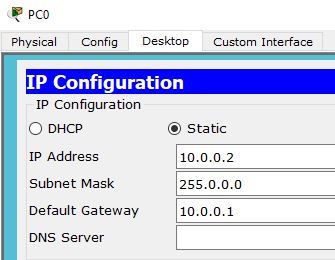 PC0
Physical Config Desktop Custom Interface
IP Configuration
IP Configuration
DHCP Static
IP Address 10.0.0.2
Subnet Mask 255.0.0.0
Default Gateway 10.0.0.1
DNS Server